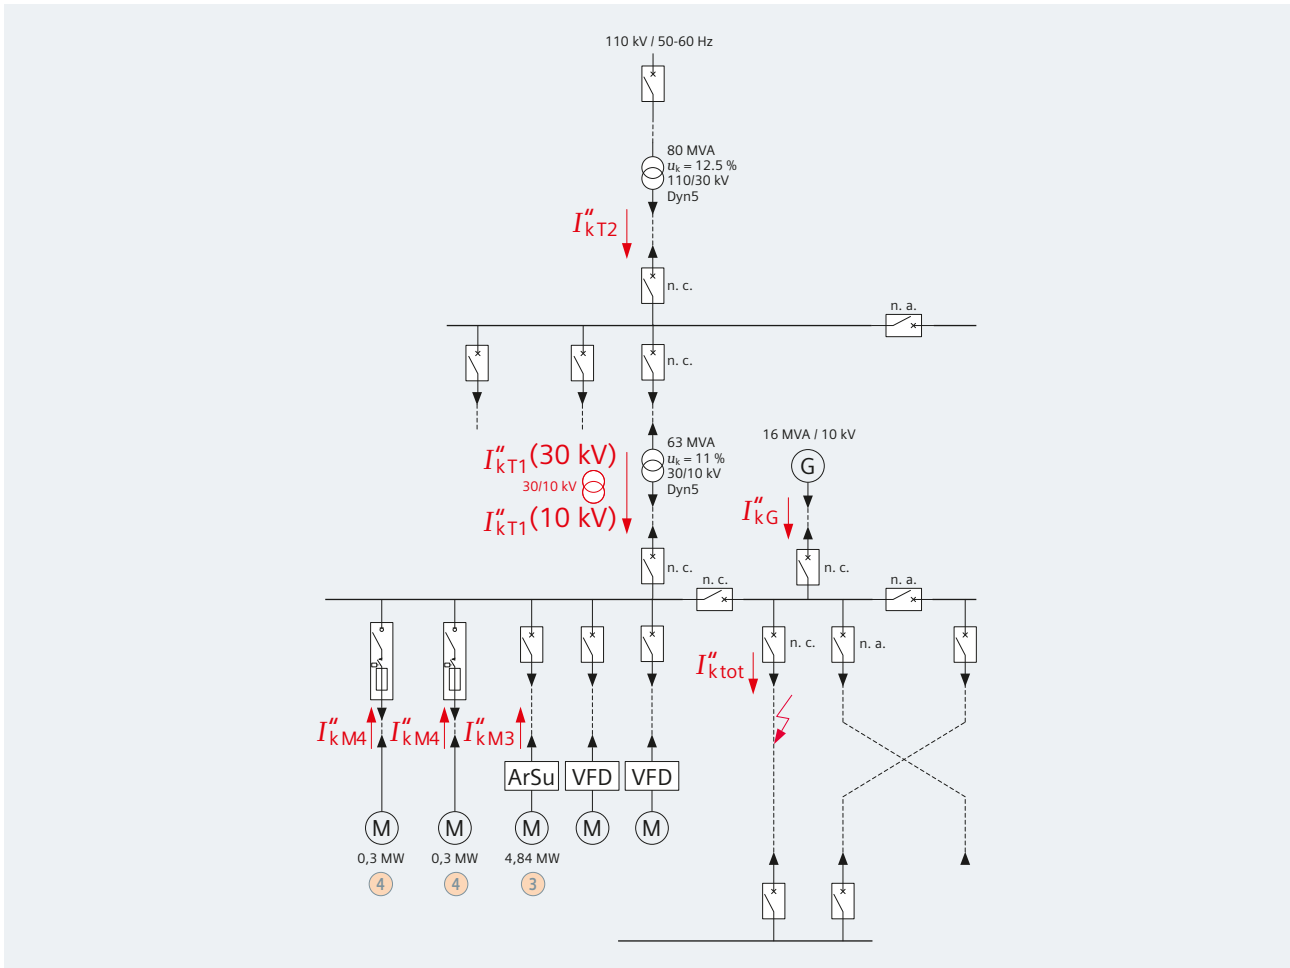 110 kV / 50-60 Hz
80 MVA
uk = 12.5 %
110/30 kV
Dyn5
I″kT2
n. c.
n. a.
n. c.
I″kT1 (30 kV)
30/10 kV
I″kT1 (10 kV)
63 MVA
uk = 11 %
30/10 kV
Dyn5
16 MVA / 10 kV
G
I″kG
n. c.
n. c.
n. c.
n. a.
n. c.
n. a.
I″k tot
I″kM4
I″kM4
I″kM3
ArSu
VFD
VFD
M
M
M
M
M
0,3 MW
0,3 MW
4,84 MW
4
4
3